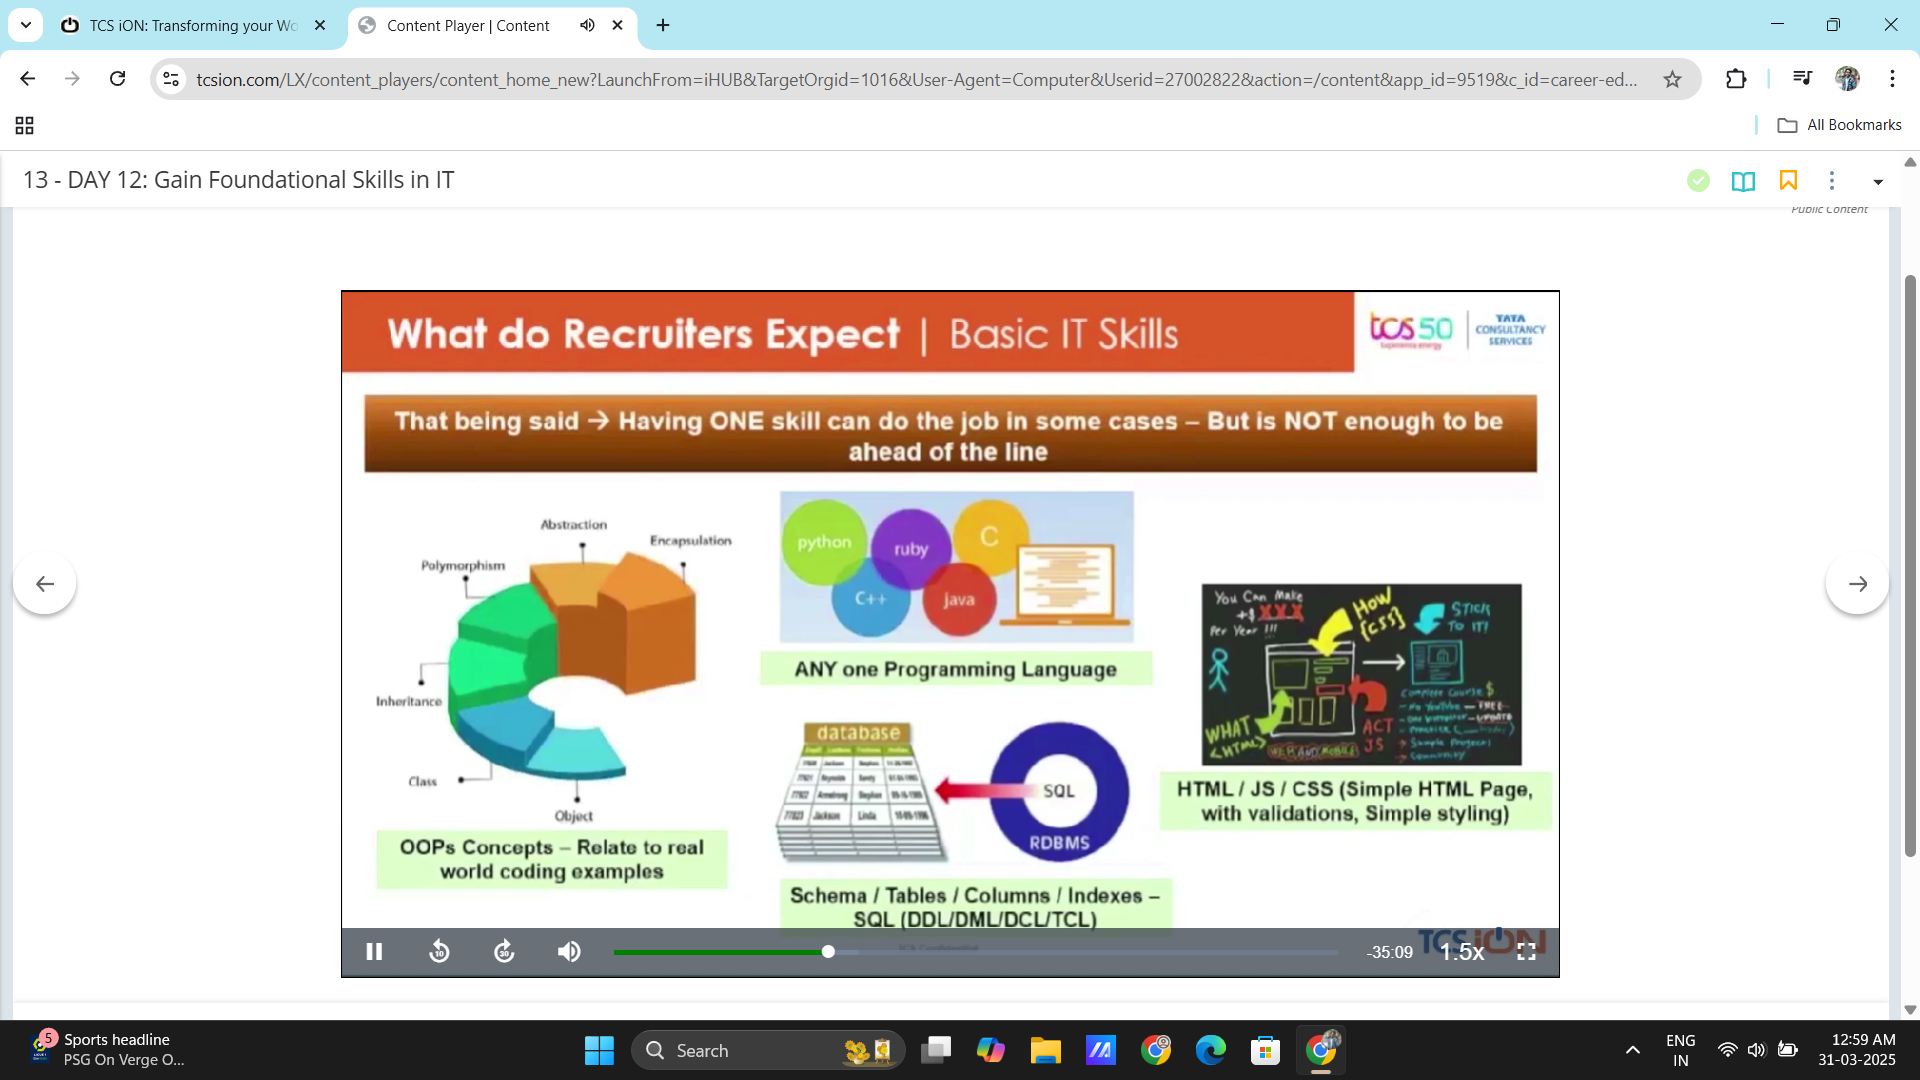 TCS iON: Transforming your Wo
Content Player | Content
tcsion.com/LX/content_players/content_home_new?LaunchFrom=iHUB&TargetOrgid=1016&User-Agent=Computer&Userid=27002822&action=/content&app_id=9519&c_id=career-ed...
All Bookmarks
13 - DAY 12: Gain Foundational Skills in IT
Public Content
What do Recruiters Expect | Basic IT Skills
tcs 50
TATA
CONSULTANCY
SERVICES
That being said → Having ONE skill can do the job in some cases – But is NOT enough to be
ahead of the line
Abstraction
Encapsulation
Polymorphism
Inheritance
Class
Object
OOPs Concepts – Relate to real
world coding examples
python
ruby
C
C++
java
ANY one Programming Language
database
SQL
RDBMS
Schema / Tables / Columns / Indexes –
SQL (DDL/DML/DCL/TCL)
You Can Make
+$ XXX
Per Year !!!
How
{CSS}
STICK
TO IT!
WHAT
<HTML>
ACT
JS
Complete Course $
HTML / JS / CSS (Simple HTML Page,
with validations, Simple styling)
TCS iON
10
30
-35:09
1.5x
5
Sports headline
PSG On Verge O...
Search
ENG
IN
12:59 AM
31-03-2025